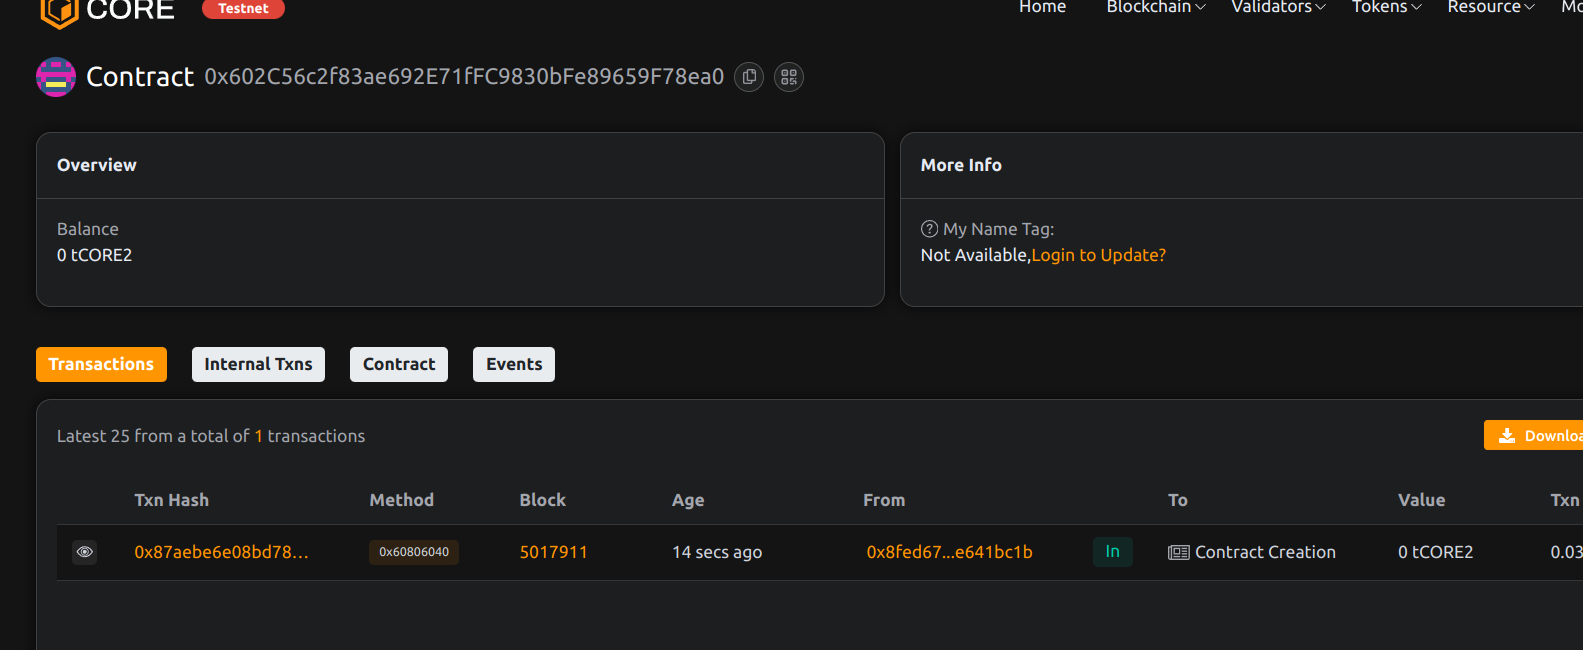 CORE Testnet Home Blockchain Validators Tokens Resource Mo
Contract 0x602C56c2f83ae692E71fFC9830bFe89659F78ea0
Overview
Balance
0 tCORE2
More Info
My Name Tag:
Not Available,Login to Update?
Transactions Internal Txns Contract Events
Latest 25 from a total of 1 transactions
Downloa
Txn Hash Method Block Age From To Value Txn
0x87aebe6e08bd78... 0x60806040 5017911 14 secs ago 0x8fed67...e641bc1b In Contract Creation 0 tCORE2 0.03